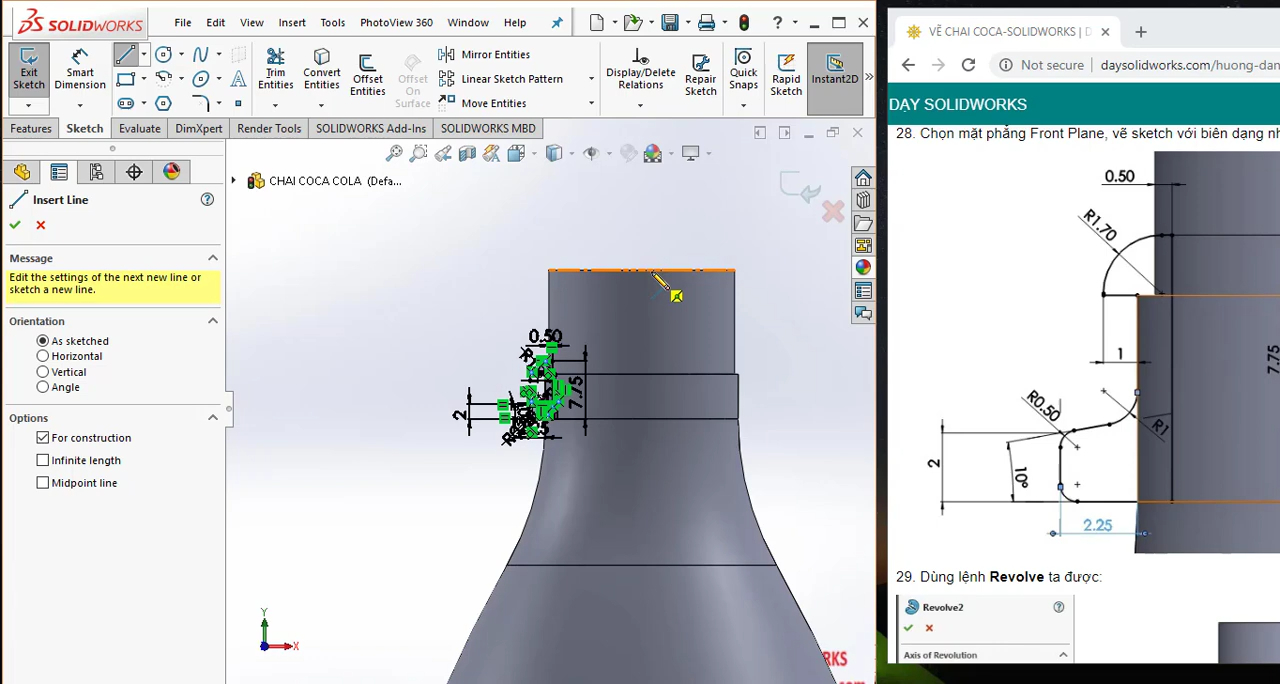 SOLIDWORKS
File Edit View Insert Tools PhotoView 360 Window Help
Exit Sketch
Smart Dimension
Trim Entities
Convert Entities
Offset Entities
Offset On Surface
Mirror Entities
Linear Sketch Pattern
Move Entities
Display/Delete Relations
Repair Sketch
Quick Snaps
Rapid Sketch
Instant2D
Features Sketch Evaluate DimXpert Render Tools SOLIDWORKS Add-Ins SOLIDWORKS MBD
Insert Line
Message
Edit the settings of the next new line or
sketch a new line.
Orientation
As sketched
Horizontal
Vertical
Angle
Options
For construction
Infinite length
Midpoint line
CHAI COCA COLA (Defa...
0.50
7.75
2
Y
X
RKS
VẼ CHAI COCA-SOLIDWORKS | D
Not secure daysolidworks.com/huong-dan
DAY SOLIDWORKS
28. Chọn mặt phẳng Front Plane, vẽ sketch với biên dạng nh
0.50
R1.70
1
7.75
R0.50
R1
2
10°
2.25
29. Dùng lệnh Revolve ta được:
Revolve2
Axis of Revolution